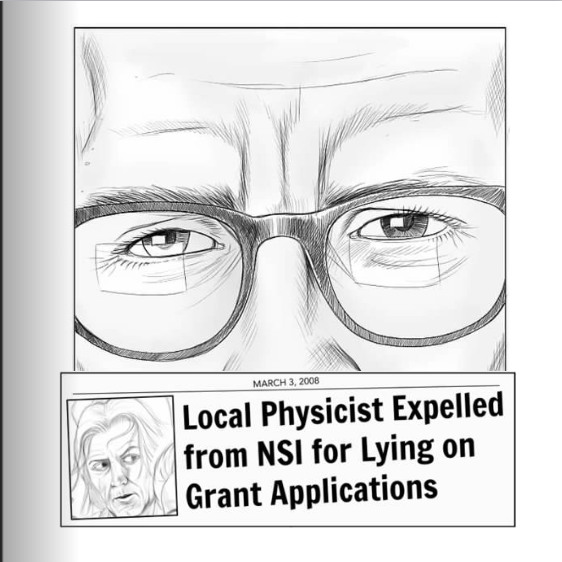 MARCH 3, 2008
Local Physicist Expelled
from NSI for Lying on
Grant Applications